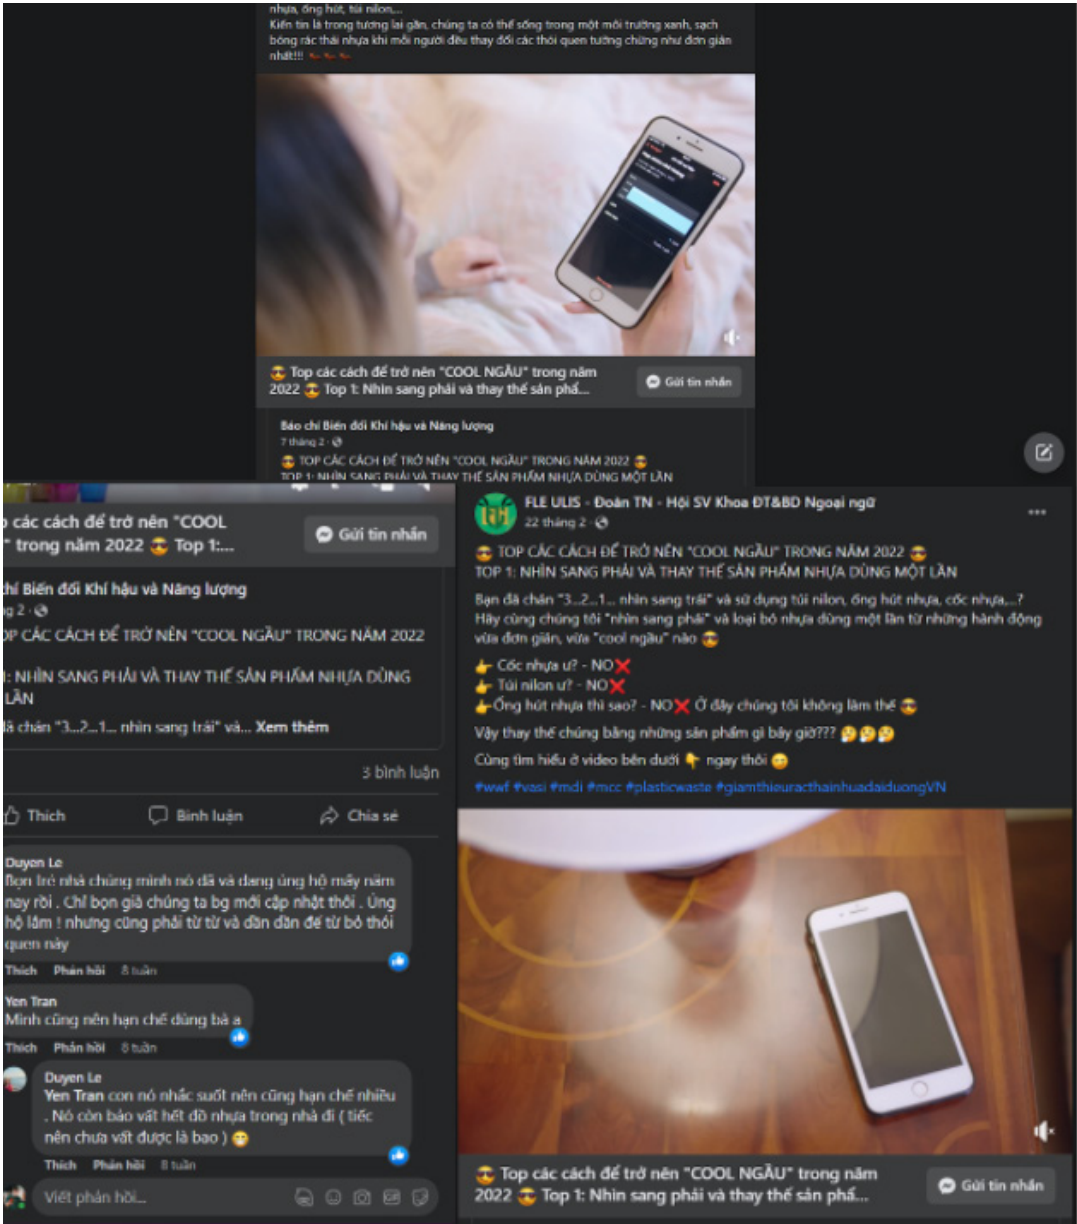 nhựa, ống hút, túi nilon,...
Kiến tin là trong tương lai gần, chúng ta có thể sống trong một môi trường xanh, sạch
bóng rác thải nhựa khi mỗi người đều thay đổi các thói quen tưởng chừng như đơn giản
nhất!!!
😎 Top các cách để trở nên "COOL NGẦU" trong năm
2022 😎 Top 1: Nhìn sang phải và thay thế sản phẩ...
Gửi tin nhắn
Báo chí Biến đổi Khí hậu và Năng lượng
7 tháng 2
😎 TOP CÁC CÁCH ĐỂ TRỞ NÊN "COOL NGẦU" TRONG NĂM 2022 😎
TOP 1: NHÌN SANG PHẢI VÀ THAY THẾ SẢN PHẨM NHỰA DÙNG MỘT LẦN
p các cách để trở nên "COOL
" trong năm 2022 😎 Top 1:...
Gửi tin nhắn
chí Biến đổi Khí hậu và Năng lượng
ng 2
OP CÁC CÁCH ĐỂ TRỞ NÊN "COOL NGẦU" TRONG NĂM 2022
1: NHÌN SANG PHẢI VÀ THAY THẾ SẢN PHẨM NHỰA DÙNG
LẦN
đã chán "3...2...1... nhìn sang trái" và... Xem thêm
3 bình luận
Thích Bình luận Chia sẻ
Duyen Le
Bọn trẻ nhà chúng mình nó đã và đang ủng hộ mấy năm
nay rồi . Chỉ bọn già chúng ta bg mới cập nhật thôi . Ủng
hộ lắm ! nhưng cũng phải từ từ và dần dần để từ bỏ thói
quen này
Thích Phản hồi 8 tuần
Yen Tran
Mình cũng nên hạn chế dùng bà ạ
Thích Phản hồi 8 tuần
Duyen Le
Yen Tran con nó nhắc suốt nên cũng hạn chế nhiều
. Nó còn bảo vất hết đồ nhựa trong nhà đi ( tiếc
nên chưa vất được là bao ) 😁
Thích Phản hồi 8 tuần
Viết phản hồi...
FLE ULIS - Đoàn TN - Hội SV Khoa ĐT&BD Ngoại ngữ
22 tháng 2
😎 TOP CÁC CÁCH ĐỂ TRỞ NÊN "COOL NGẦU" TRONG NĂM 2022 😎
TOP 1: NHÌN SANG PHẢI VÀ THAY THẾ SẢN PHẨM NHỰA DÙNG MỘT LẦN
Bạn đã chán "3...2...1... nhìn sang trái" và sử dụng túi nilon, ống hút nhựa, cốc nhựa,...?
Hãy cùng chúng tôi "nhìn sang phải" và loại bỏ nhựa dùng một lần từ những hành động
vừa đơn giản, vừa "cool ngầu" nào 😎
👉 Cốc nhựa ư? - NO❌
👉 Túi nilon ư? - NO❌
👉Ống hút nhựa thì sao? - NO❌ Ở đây chúng tôi không làm thế 😎
Vậy thay thế chúng bằng những sản phẩm gì bây giờ??? 🤔🤔🤔
Cùng tìm hiểu ở video bên dưới 👇 ngay thôi 😋
#wwf #vasi #mdi #mcc #plasticwaste #giamthieuracthainhuadaiduongVN
😎 Top các cách để trở nên "COOL NGẦU" trong năm
2022 😎 Top 1: Nhìn sang phải và thay thế sản phẩ...
Gửi tin nhắn